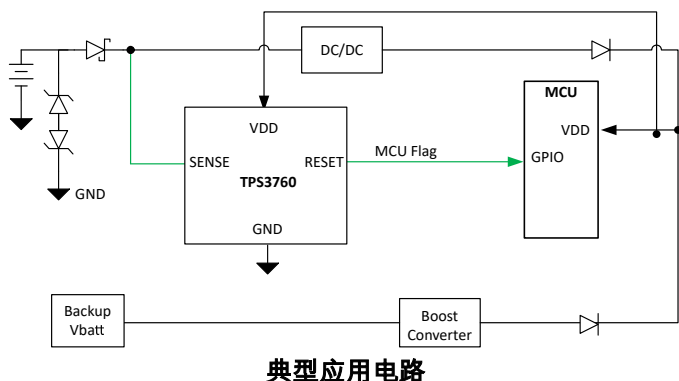 DC/DC
MCU
VDD
VDD
SENSE
RESET
MCU Flag
GPIO
TPS3760
GND
GND
Backup
Vbatt
Boost
Converter
典型应用电路